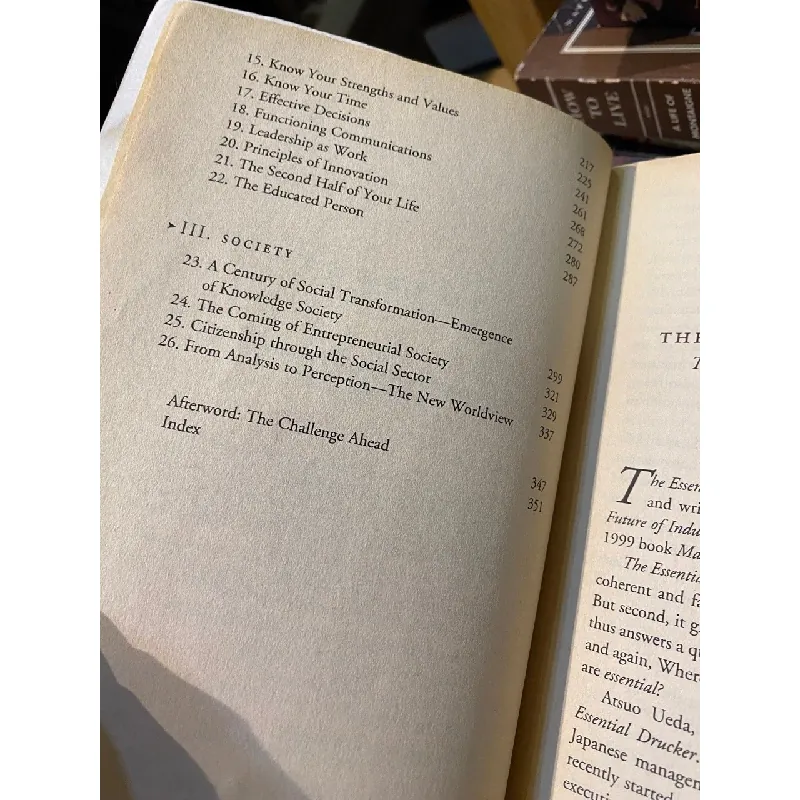 15. Know Your Strengths and Values 217
16. Know Your Time 225
17. Effective Decisions 241
18. Functioning Communications 261
19. Leadership as Work 268
20. Principles of Innovation 272
21. The Second Half of Your Life 280
22. The Educated Person 287
➤ III. SOCIETY
23. A Century of Social Transformation—Emergence
of Knowledge Society 299
24. The Coming of Entrepreneurial Society 321
25. Citizenship through the Social Sector 329
26. From Analysis to Perception—The New Worldview 337
Afterword: The Challenge Ahead 347
Index 351
THE
The Essen
and wri
Future of Indu
1999 book Ma
The Essentia
coherent and fa
But second, it g
thus answers a qu
and again, Where
are essential?
Atsuo Ueda,
Essential Drucker.
Japanese managem
recently started
executi
HOW
TO
LIVE
A LIFE OF
MONTAIGNE